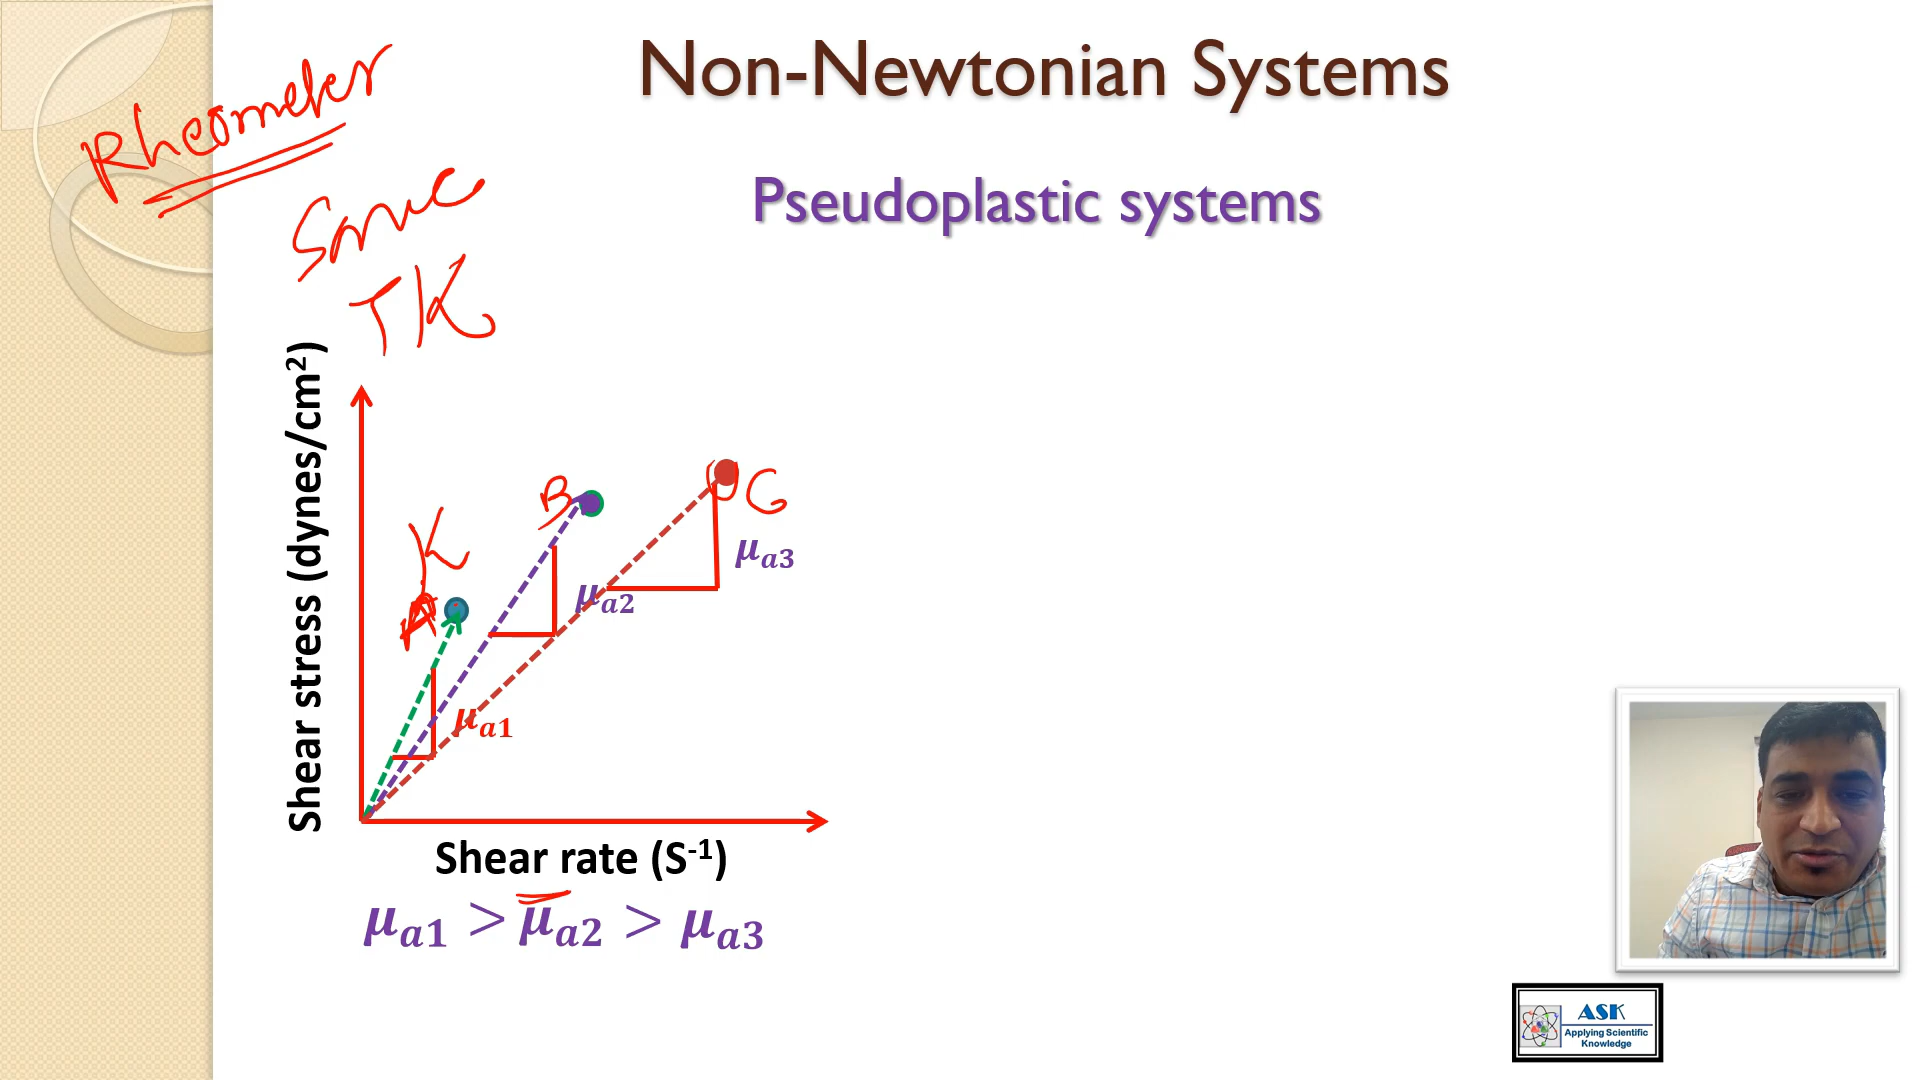 Non-Newtonian Systems
Rheometer
Pseudoplastic systems
TK
Shear stress (dynes/cm²)
B
C
K
A
μₐ₃
μₐ₂
μₐ₁
Shear rate (S⁻¹)
μₐ₁ > μₐ₂ > μₐ₃
ASK
Applying Scientific
Knowledge